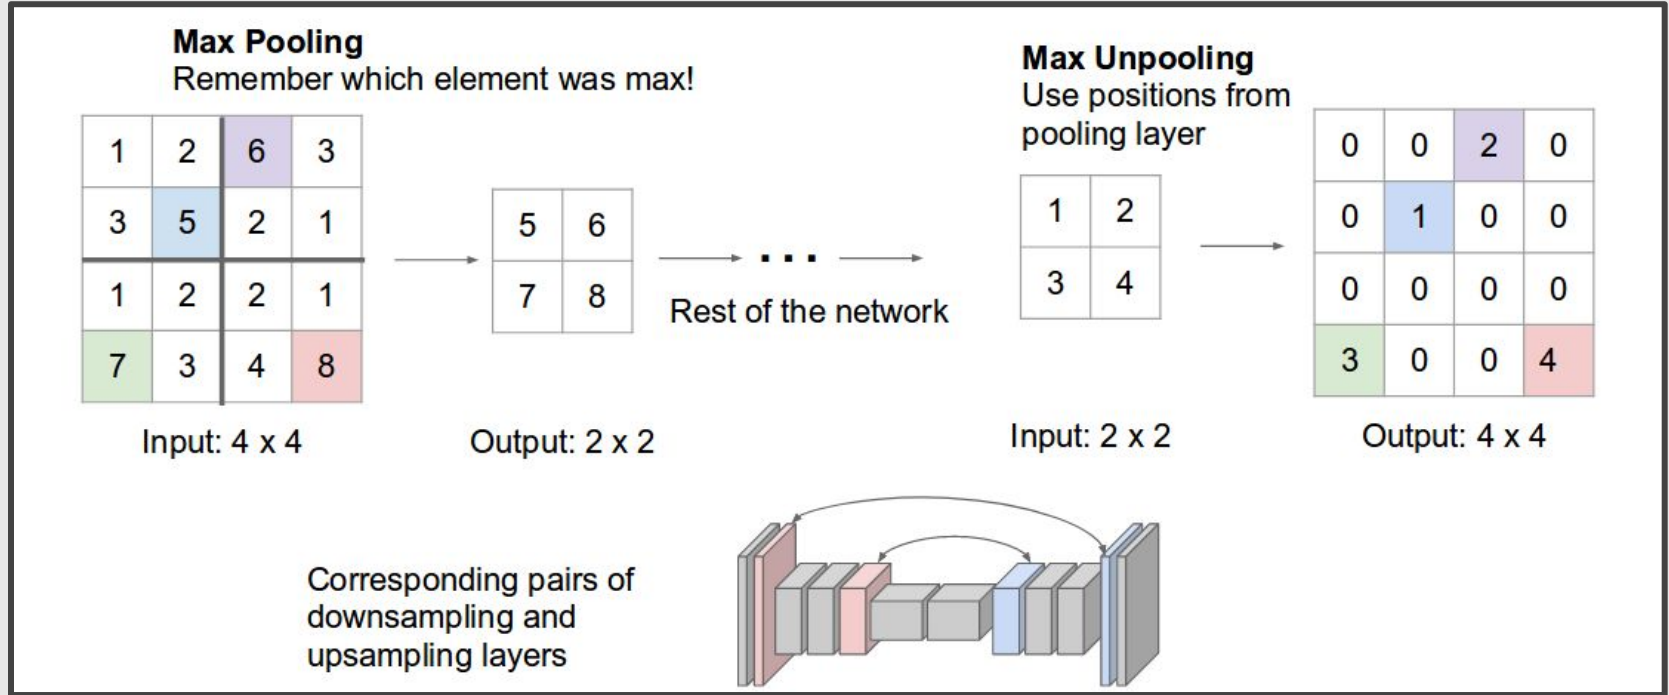 Max Pooling
Remember which element was max!
1 2 6 3
3 5 2 1
1 2 2 1
7 3 4 8
Input: 4 x 4
5 6
7 8
Output: 2 x 2
...
Rest of the network
Max Unpooling
Use positions from
pooling layer
1 2
3 4
Input: 2 x 2
0 0 2 0
0 1 0 0
0 0 0 0
3 0 0 4
Output: 4 x 4
Corresponding pairs of
downsampling and
upsampling layers